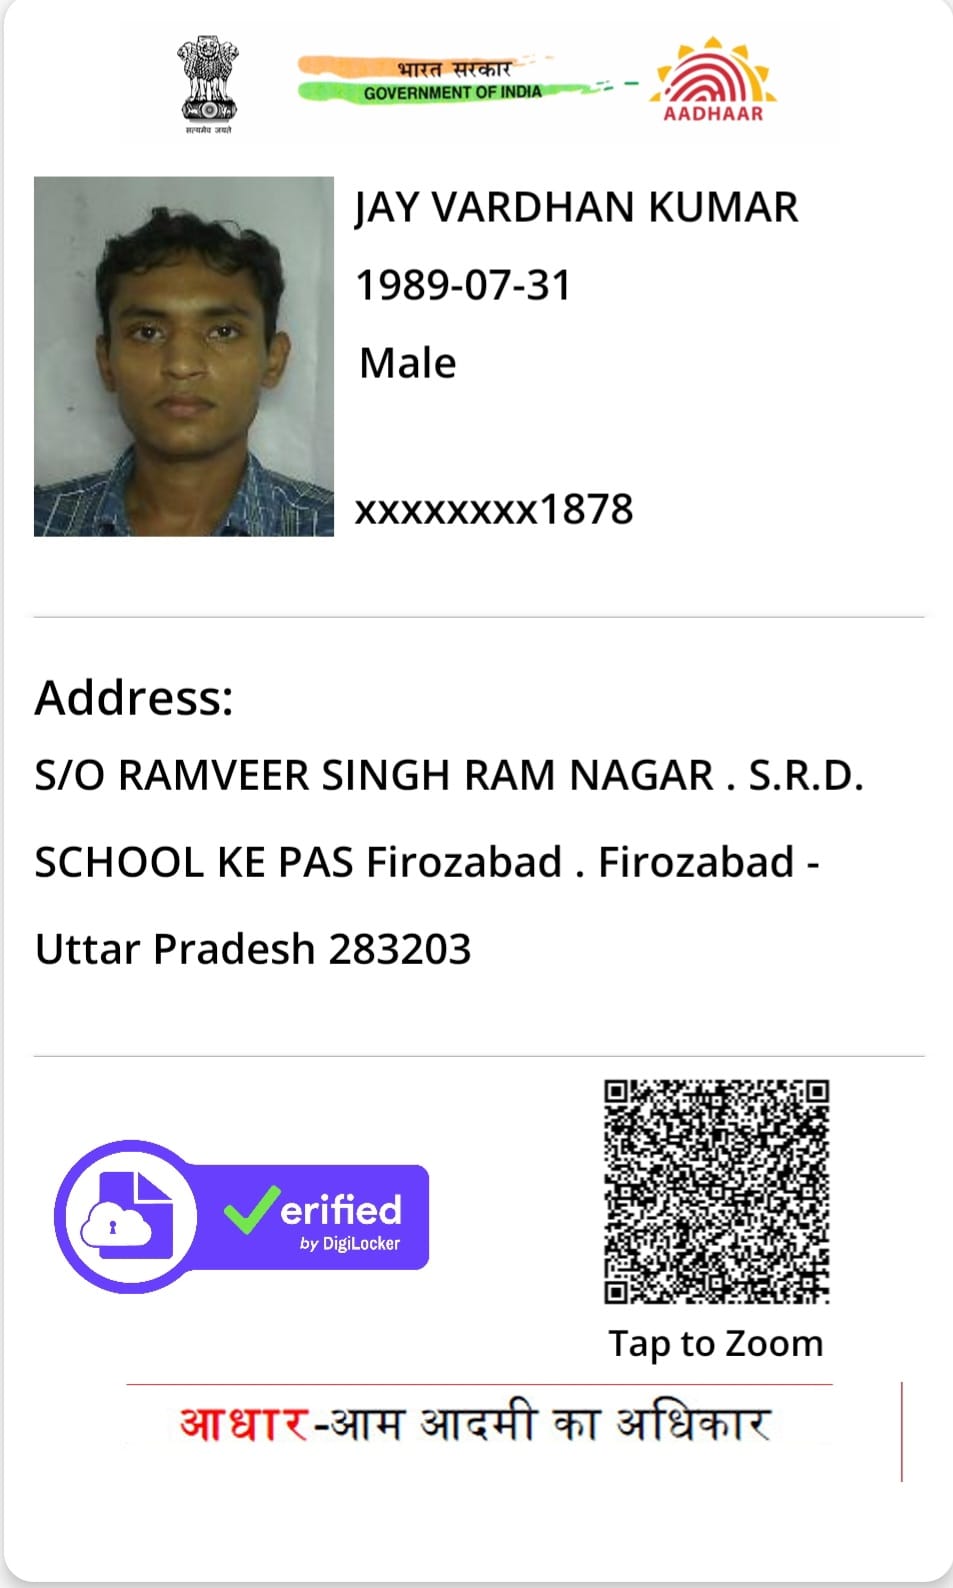 सत्यमेव जयते
भारत सरकार
GOVERNMENT OF INDIA
AADHAAR
JAY VARDHAN KUMAR
1989-07-31
Male
xxxxxxxx1878
Address:
S/O RAMVEER SINGH RAM NAGAR . S.R.D.
SCHOOL KE PAS Firozabad . Firozabad -
Uttar Pradesh 283203
erified
by DigiLocker
Tap to Zoom
आधार-आम आदमी का अधिकार